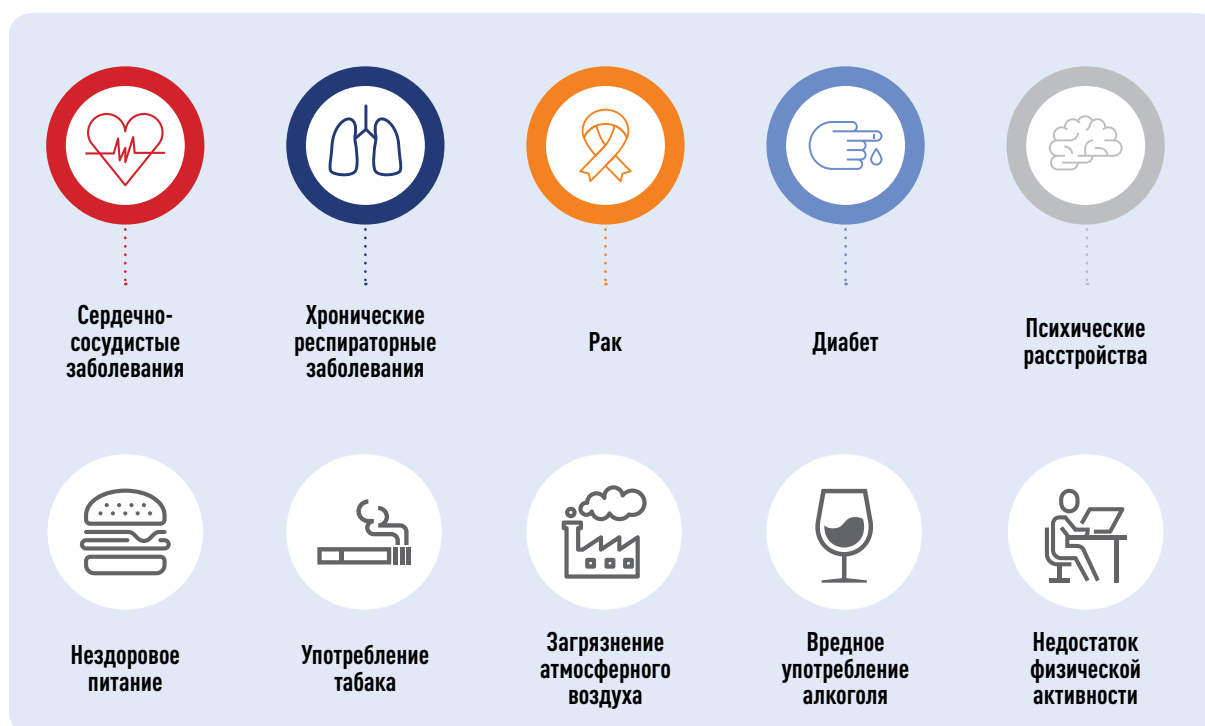 Сердечно-
сосудистые
заболевания
Хронические
респираторные
заболевания
Рак
Диабет
Психические
расстройства
Нездоровое
питание
Употребление
табака
Загрязнение
атмосферного
воздуха
Вредное
употребление
алкоголя
Недостаток
физической
активности